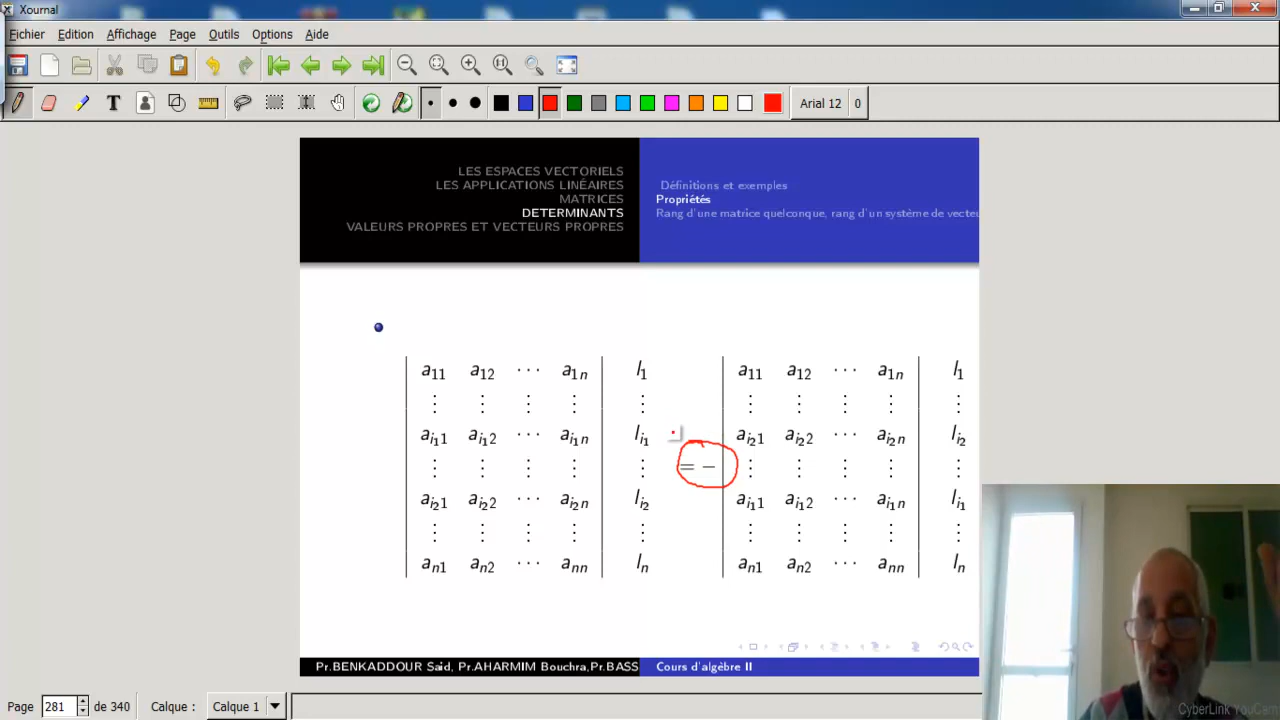 Xournal
Fichier Edition Affichage Page Outils Options Aide
Arial 12 0
LES ESPACES VECTORIELS
LES APPLICATIONS LINÉAIRES
MATRICES
DETERMINANTS
VALEURS PROPRES ET VECTEURS PROPRES
Définitions et exemples
Propriétés
Rang d'une matrice quelconque, rang d'un système de vecteu
a11 a12 ⋯ a1n l1 a11 a12 ⋯ a1n l1
⋮ ⋮ ⋮ ⋮ ⋮ ⋮ ⋮ ⋮
ai11 ai12 ⋯ ai1n li1 ai21 ai22 ⋯ ai2n li2
⋮ ⋮ ⋮ ⋮ = − ⋮ ⋮ ⋮ ⋮ ⋮
ai21 ai22 ⋯ ai2n li2 ai11 ai12 ⋯ ai1n li1
⋮ ⋮ ⋮ ⋮ ⋮ ⋮ ⋮ ⋮ ⋮
an1 an2 ⋯ ann ln an1 an2 ⋯ ann ln
Pr.BENKADDOUR Said, Pr.AHARMIM Bouchra,Pr.BASS
Cours d'algèbre II
Page 281 de 340 Calque : Calque 1
CyberLink YouCam